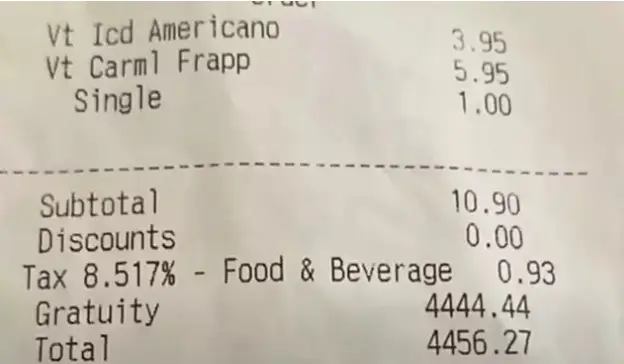 Vt Icd Americano 3.95
Vt Carml Frapp 5.95
Single 1.00
Subtotal 10.90
Discounts 0.00
Tax 8.517% - Food & Beverage 0.93
Gratuity 4444.44
Total 4456.27